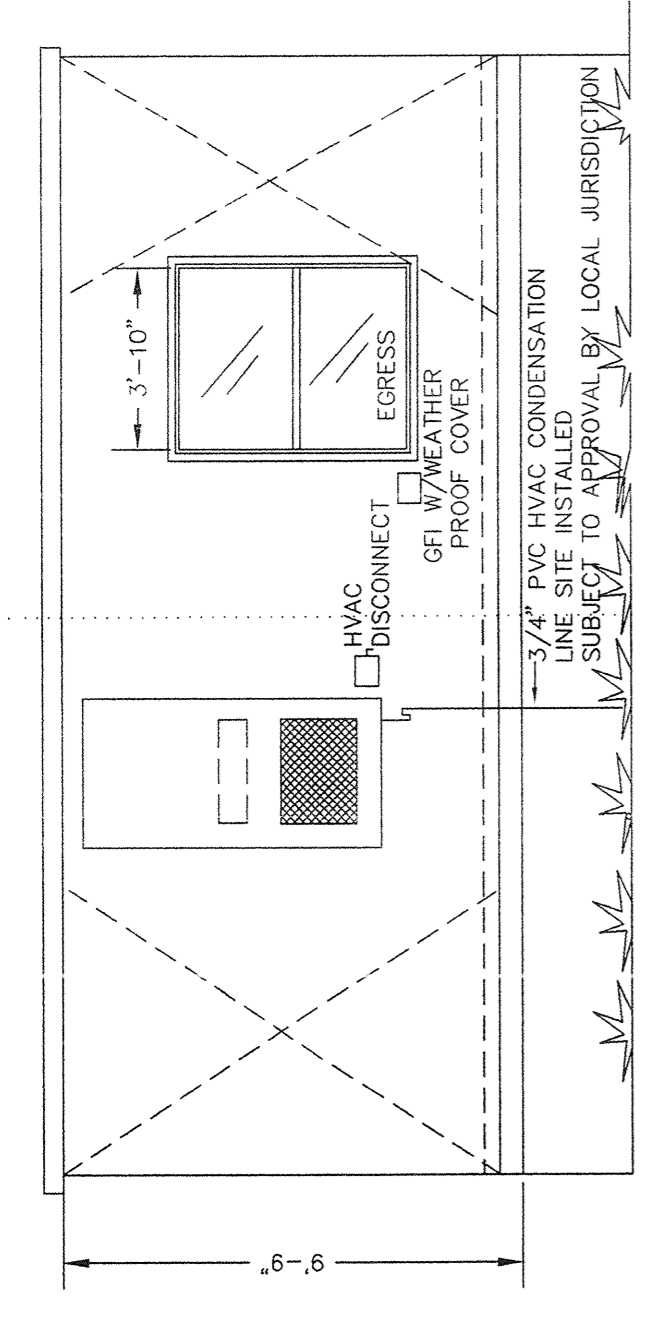 3'-10"
EGRESS
GFI W/WEATHER
PROOF COVER
HVAC
DISCONNECT
3/4" PVC HVAC CONDENSATION
LINE SITE INSTALLED
SUBJECT TO APPROVAL BY LOCAL JURISDICTION
9'-9"